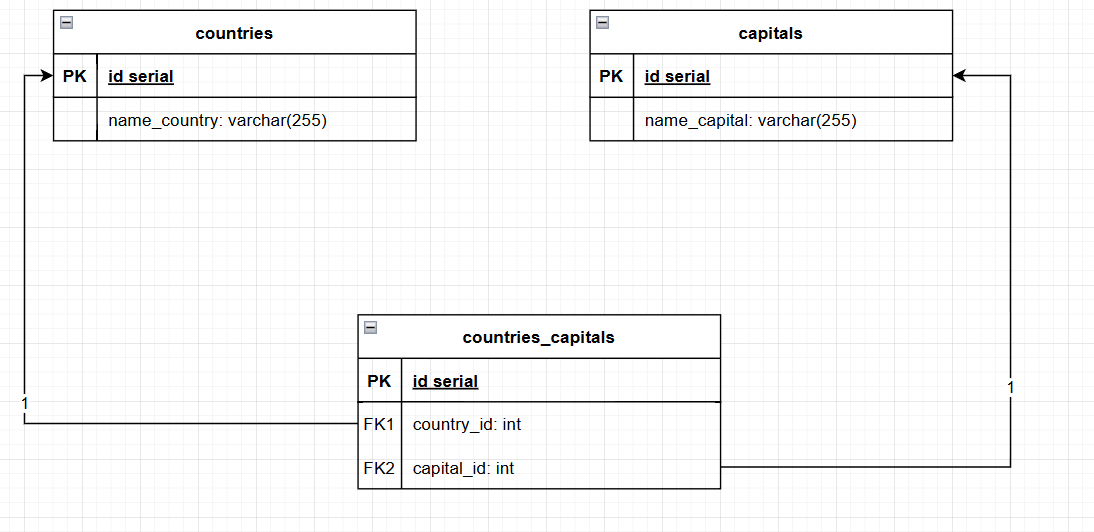 countries
PK id serial
name_country: varchar(255)
capitals
PK id serial
name_capital: varchar(255)
countries_capitals
PK id serial
FK1 country_id: int
FK2 capital_id: int
1
1